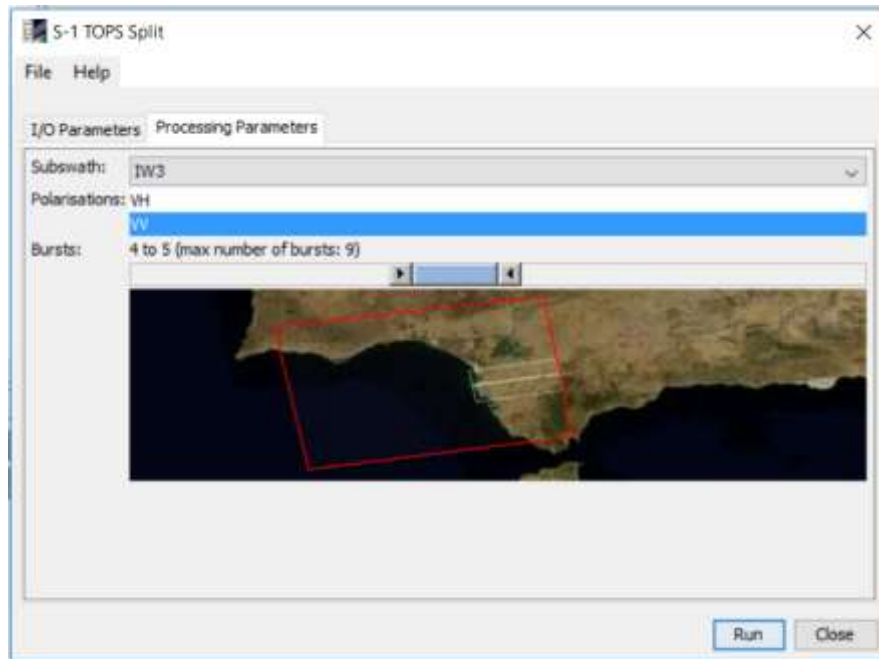 S-1 TOPS Split
File Help
I/O Parameters Processing Parameters
Subswath: IW3
Polarisations: VH
VV
Bursts: 4 to 5 (max number of bursts: 9)
Run Close